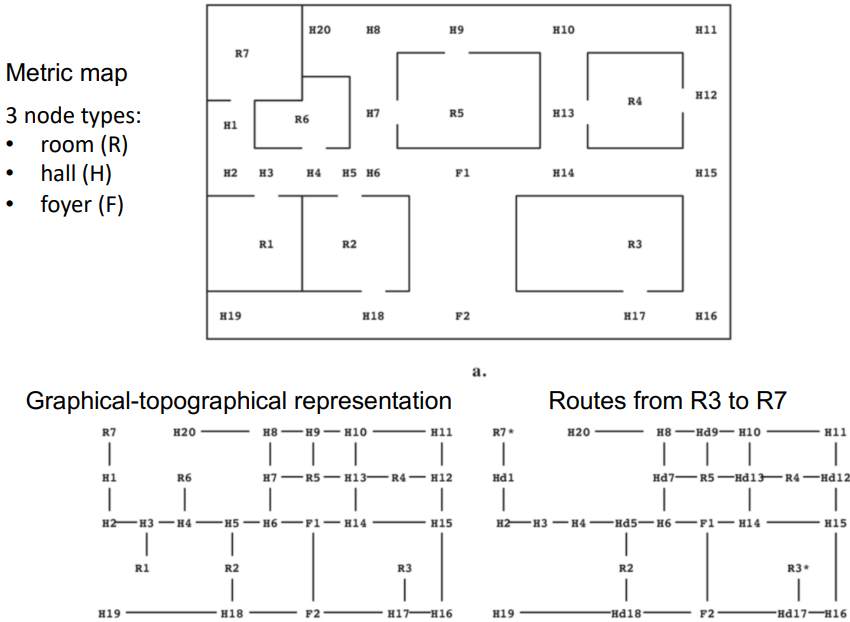 Metric map
3 node types:
• room (R)
• hall (H)
• foyer (F)
H20 H8 H9 H10 H11
R7
H12
R4
H1 R6 H7 R5 H13
H2 H3 H4 H5 H6 F1 H14 H15
R1 R2 R3
H19 H18 F2 H17 H16
a.
Graphical-topographical representation
R7 H20 H8 H9 H10 H11
H1 R6 H7 R5 H13 R4 H12
H2 H3 H4 H5 H6 F1 H14 H15
R1 R2 R3
H19 H18 F2 H17 H16
Routes from R3 to R7
R7* H20 H8 Hd9 H10 H11
Hd1 Hd7 R5 Hd13 R4 Hd12
H2 H3 H4 Hd5 H6 F1 H14 H15
R2 R3*
H19 Hd18 F2 Hd17 H16